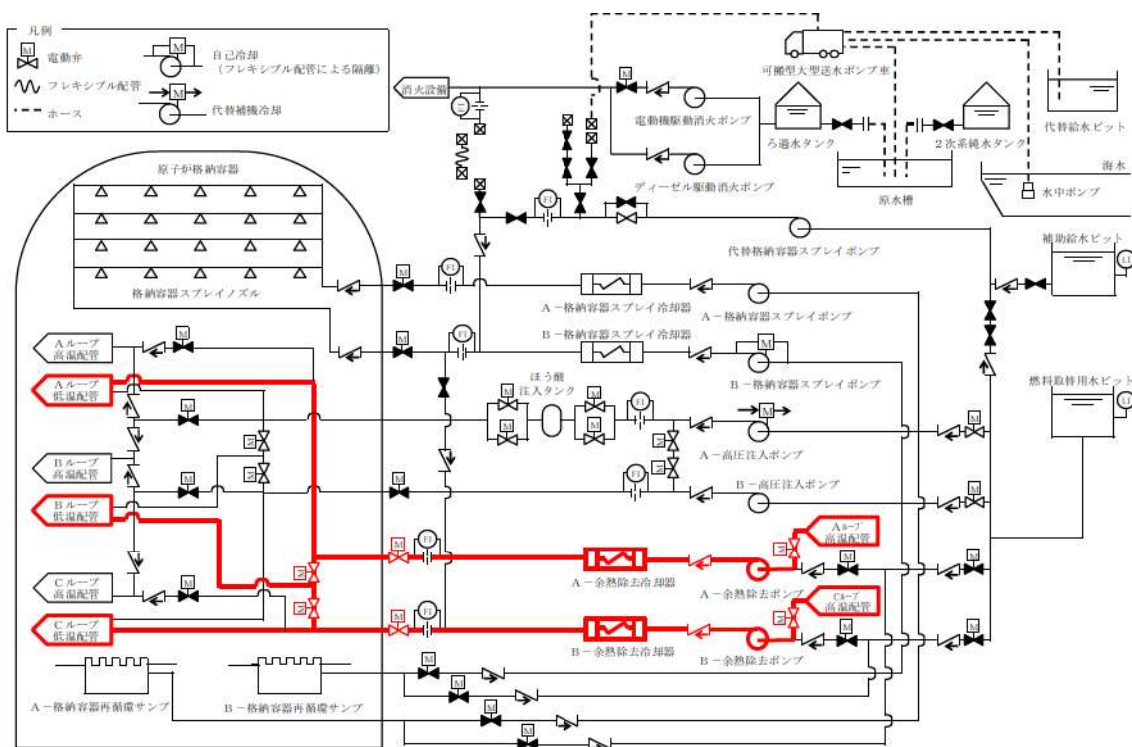 凡例
M
電動弁
フレキシブル配管
ホース
M
自己冷却
(フレキシブル配管による隔離)
M
代替補機冷却
消火設備
FI
M
電動機駆動消火ポンプ
ディーゼル駆動消火ポンプ
可搬型大型送水ポンプ車
ろ過水タンク
2次系純水タンク
代替給水ピット
原水槽
海水
水中ポンプ
FI
代替格納容器スプレイポンプ
補助給水ピット
LI
原子炉格納容器
格納容器スプレイノズル
M
FI
A-格納容器スプレイ冷却器
A-格納容器スプレイポンプ
B-格納容器スプレイ冷却器
M
FI
M
B-格納容器スプレイポンプ
燃料取替用水ピット
LI
Aループ
高温配管
M
Aループ
低温配管
M
ほう酸
注入タンク
M
M
M
M
FI
M
A-高圧注入ポンプ
M
M
M
M
M
Bループ
高温配管
M
M
FI
B-高圧注入ポンプ
M
Bループ
低温配管
Aループ
高温配管
M
M
FI
A-余熱除去冷却器
A-余熱除去ポンプ
M
M
M
M
Cループ
高温配管
M
Cループ
高温配管
M
Cループ
低温配管
M
FI
B-余熱除去冷却器
B-余熱除去ポンプ
M
M
A-格納容器再循環サンプ
B-格納容器再循環サンプ
M
M
M
M